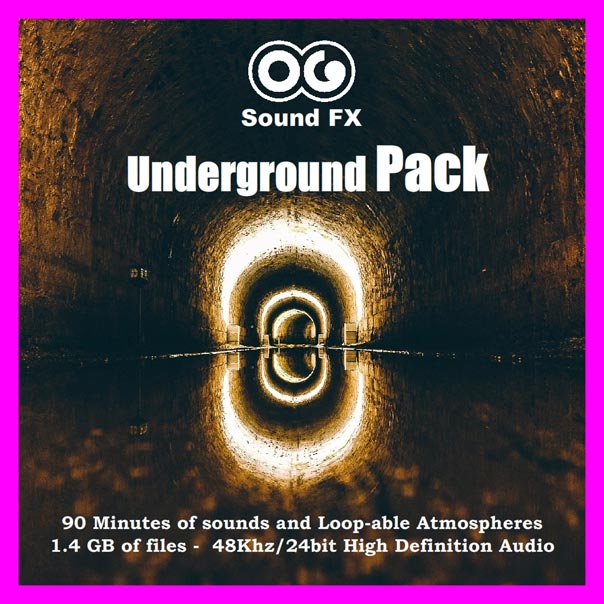 OG
Sound FX
Underground Pack
90 Minutes of sounds and Loop-able Atmospheres
1.4 GB of files - 48Khz/24bit High Definition Audio